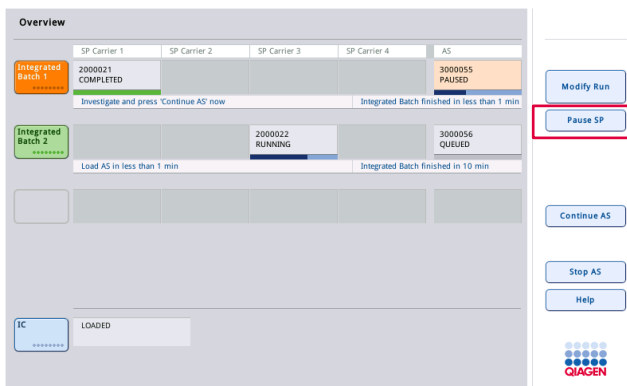 Overview
SP Carrier 1 SP Carrier 2 SP Carrier 3 SP Carrier 4 AS
Integrated
Batch 1
2000021
COMPLETED
3000055
PAUSED
Investigate and press 'Continue AS' now
Integrated Batch finished in less than 1 min
Integrated
Batch 2
2000022
RUNNING
3000056
QUEUED
Load AS in less than 1 min
Integrated Batch finished in 10 min
IC
LOADED
Modify Run
Pause SP
Continue AS
Stop AS
Help
QIAGEN